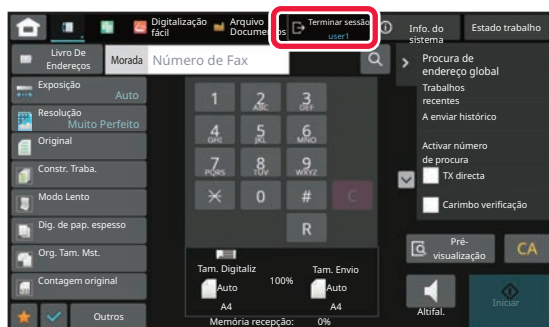 Digitalização fácil
Arquivo Documentos
Terminar sessão
user1
Info. do sistema
Estado trabalho
Livro De Endereços
Morada
Número de Fax
Exposição
Auto
Resolução
Muito Perfeito
Original
Constr. Traba.
Modo Lento
Dig. de pap. espesso
Org. Tam. Mst.
Contagem original
Outros
1
2 ABC
3 DEF
4 GHI
5 JKL
6 MNO
7 PQRS
8 TUV
9 WXYZ
0
#
C
R
Tam. Digitaliz
Auto
A4
100%
Tam. Envio
Auto
A4
Memória recepção: 0%
Procura de
endereço global
Trabalhos
recentes
A enviar histórico
Activar número
de procura
TX directa
Carimbo verificação
Pré-
visualização
CA
Altifal.
Iniciar